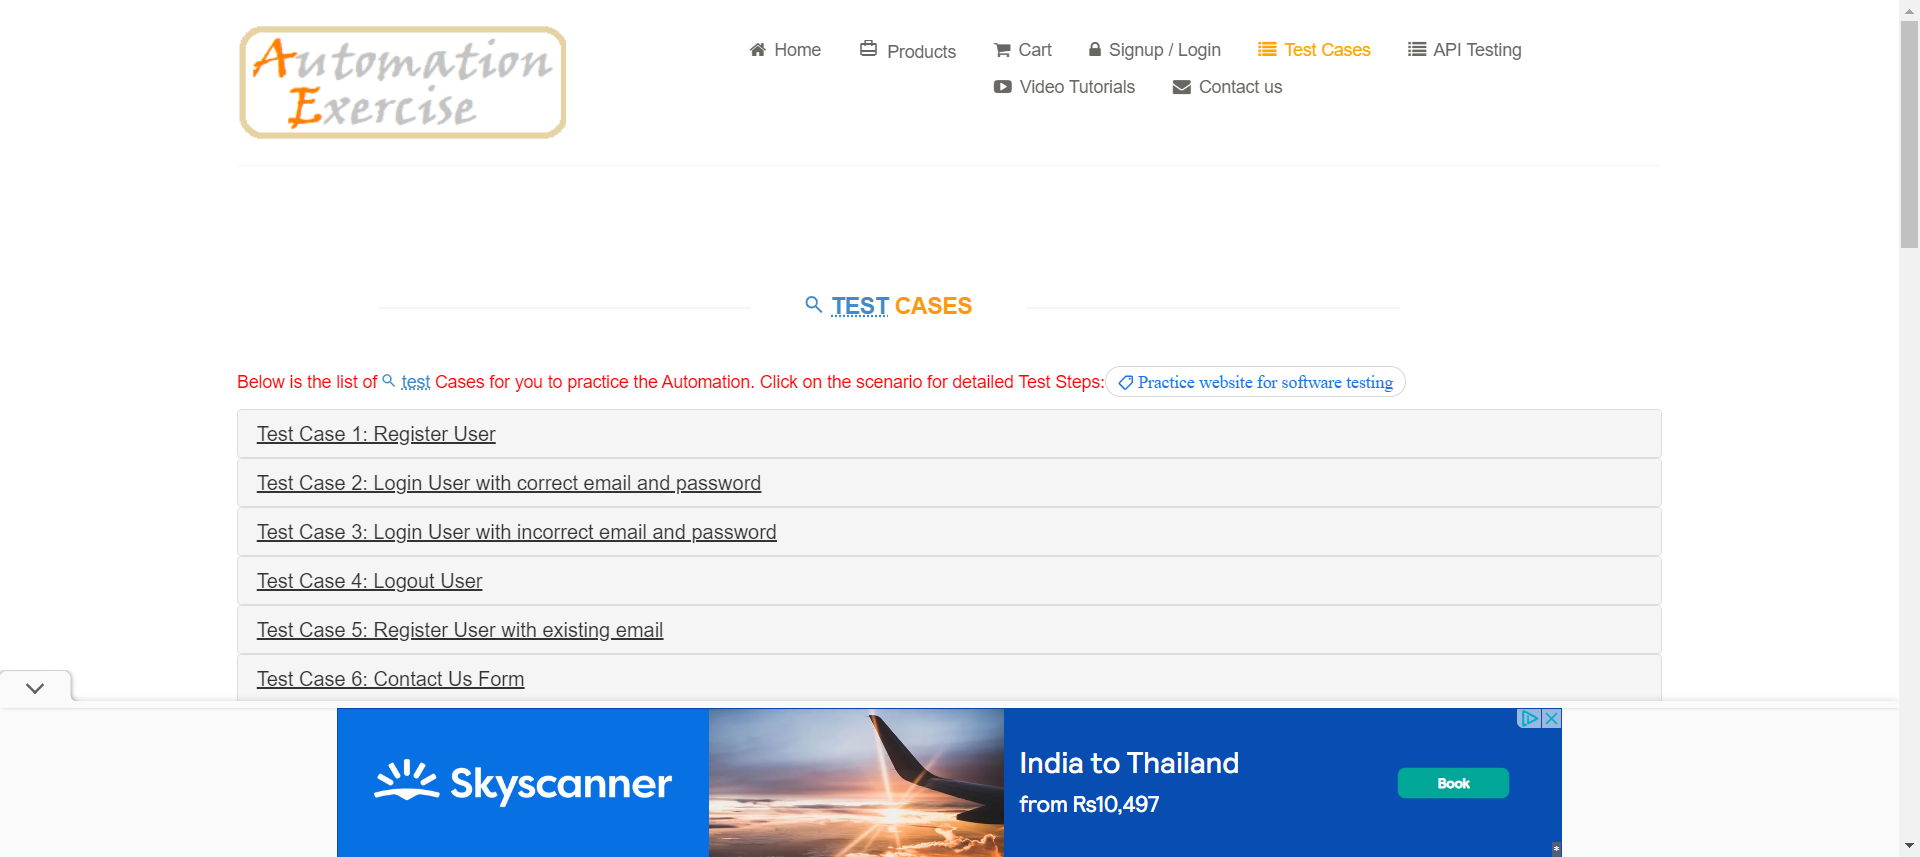 Automation
Exercise
Home
Products
Cart
Signup / Login
Test Cases
API Testing
Video Tutorials
Contact us
TEST CASES
Below is the list of test Cases for you to practice the Automation. Click on the scenario for detailed Test Steps: Practice website for software testing
Test Case 1: Register User
Test Case 2: Login User with correct email and password
Test Case 3: Login User with incorrect email and password
Test Case 4: Logout User
Test Case 5: Register User with existing email
Test Case 6: Contact Us Form
Skyscanner
India to Thailand
from Rs10,497
Book